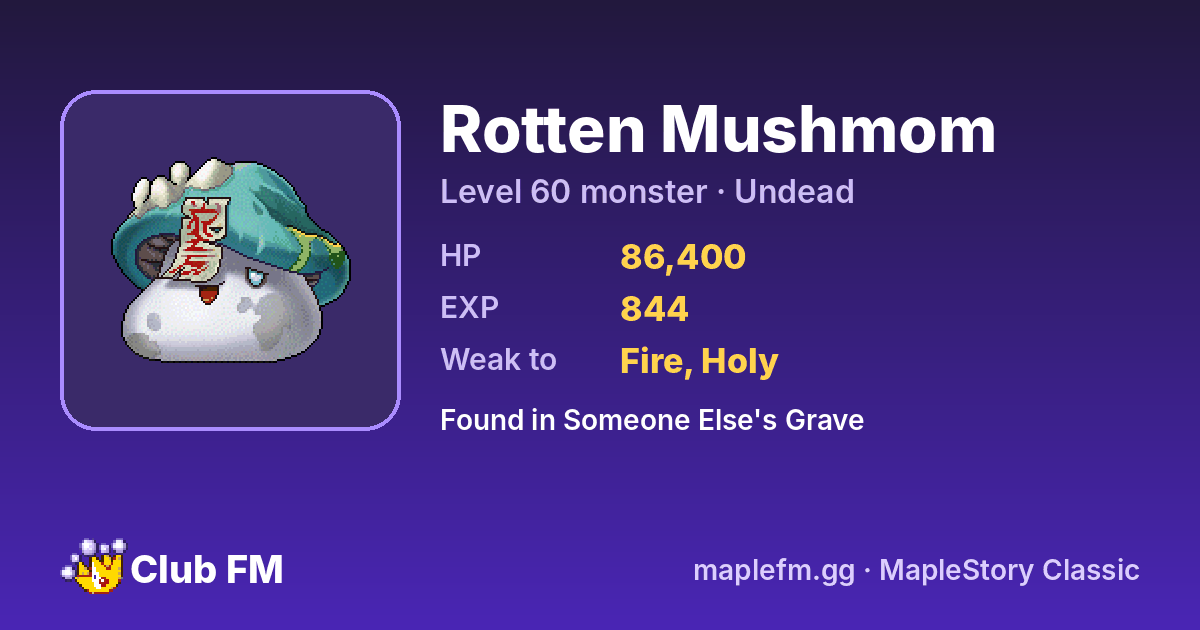 Rotten Mushmom
Level 60 monster · Undead
HP 86,400
EXP 844
Weak to Fire, Holy
Found in Someone Else's Grave
Club FM
maplefm.gg · MapleStory Classic